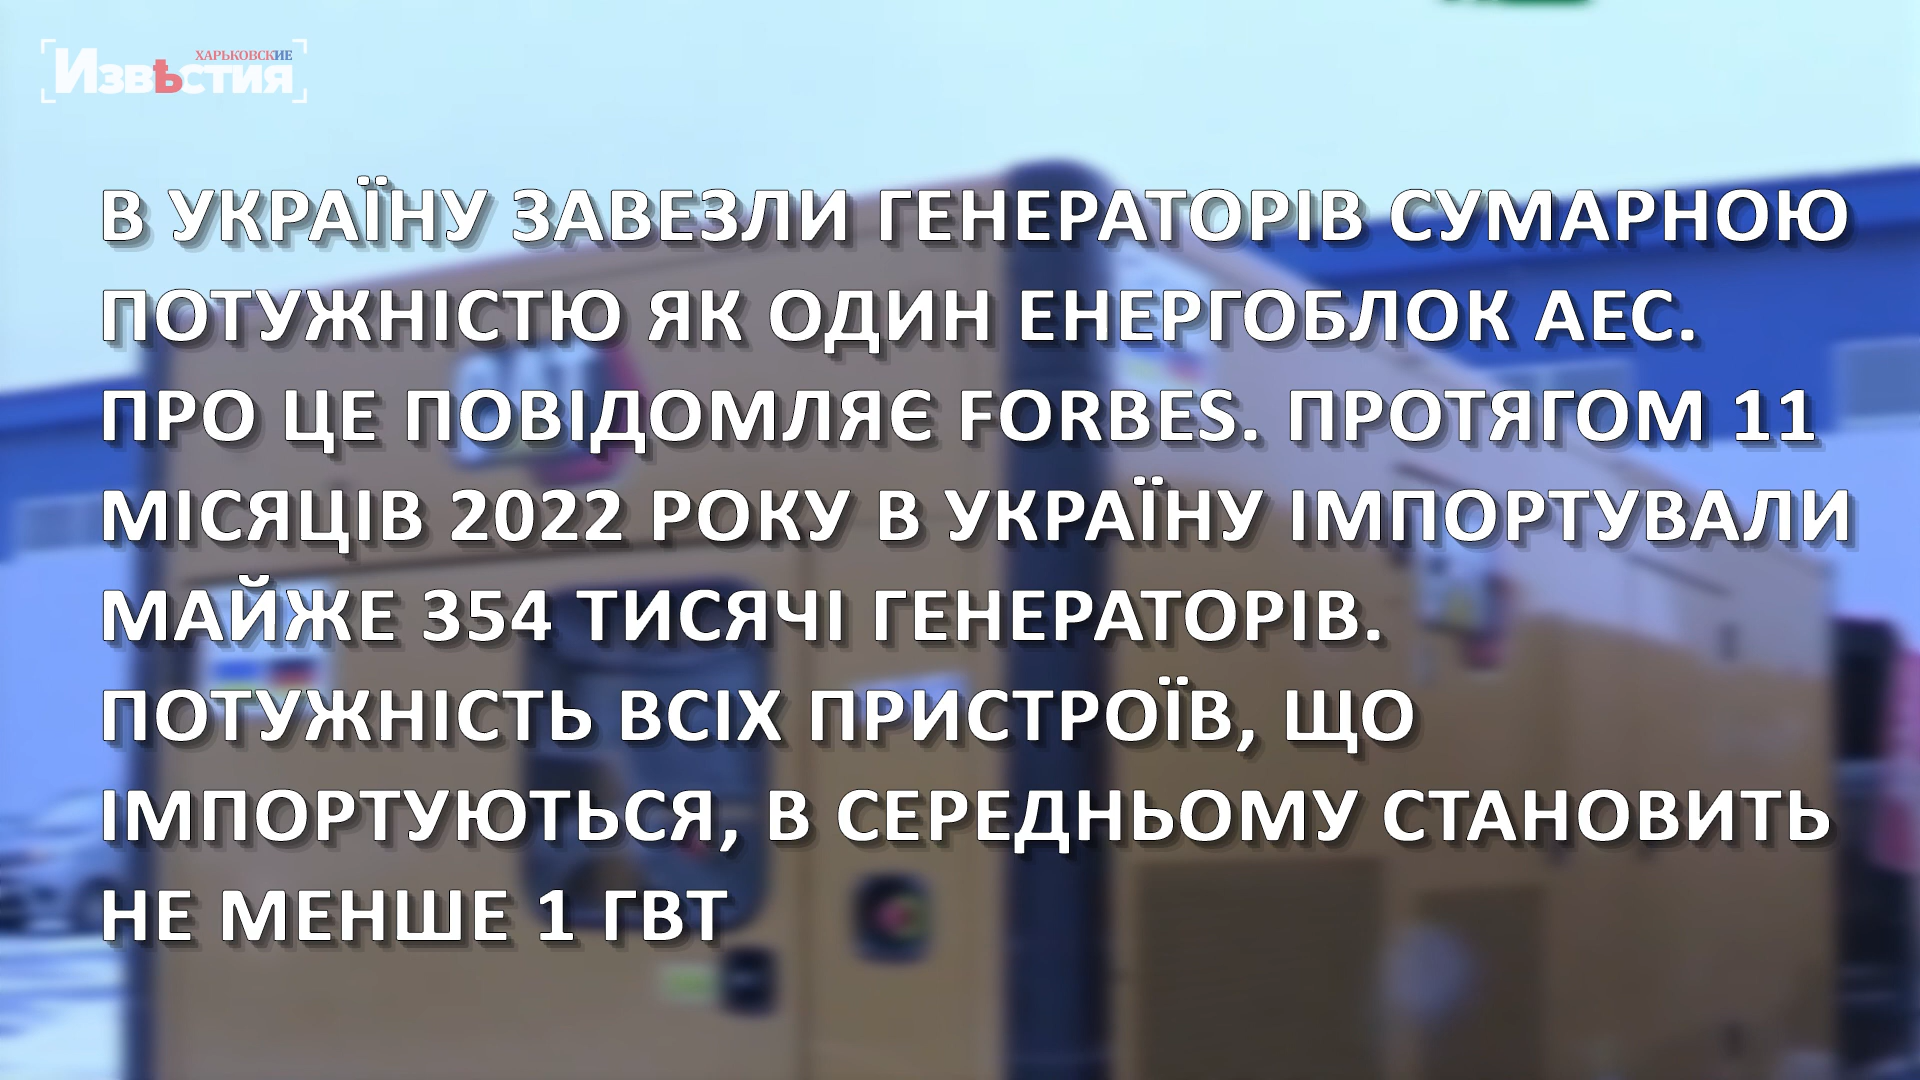 ХАРЬКОВСКИЕ
ИзвѣстиЯ
В УКРАЇНУ ЗАВЕЗЛИ ГЕНЕРАТОРІВ СУМАРНОЮ
ПОТУЖНІСТЮ ЯК ОДИН ЕНЕРГОБЛОК АЕС.
ПРО ЦЕ ПОВІДОМЛЯЄ FORBES. ПРОТЯГОМ 11
МІСЯЦІВ 2022 РОКУ В УКРАЇНУ ІМПОРТУВАЛИ
МАЙЖЕ 354 ТИСЯЧІ ГЕНЕРАТОРІВ.
ПОТУЖНІСТЬ ВСІХ ПРИСТРОЇВ, ЩО
ІМПОРТУЮТЬСЯ, В СЕРЕДНЬОМУ СТАНОВИТЬ
НЕ МЕНШЕ 1 ГВТ
CAT